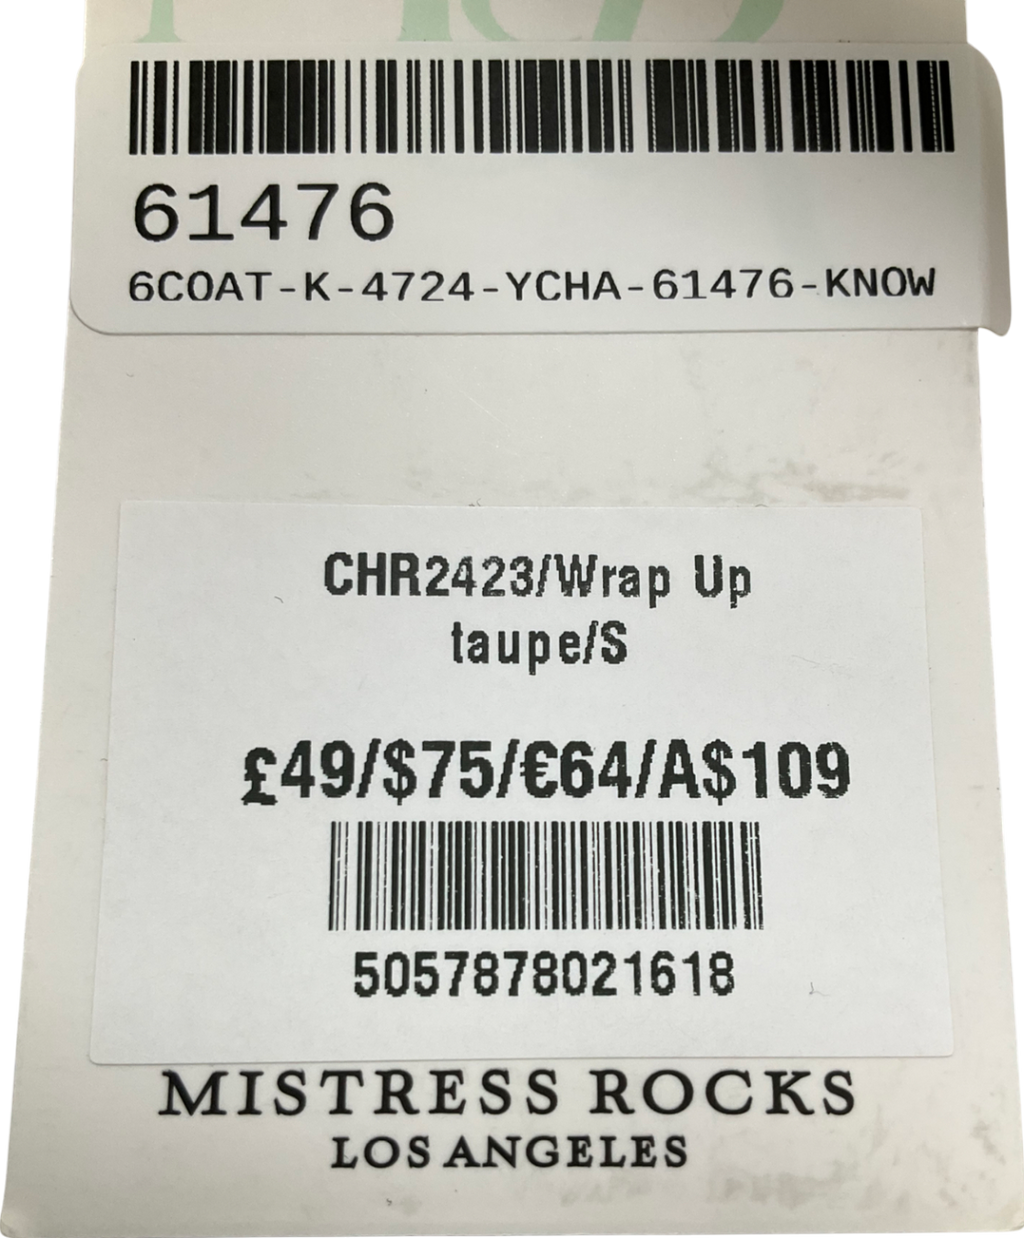 61476
6COAT-K-4724-YCHA-61476-KNOW
CHR2423/Wrap Up
taupe/S
£49/$75/€64/A$109
5057878021618
MISTRESS ROCKS
LOS ANGELES